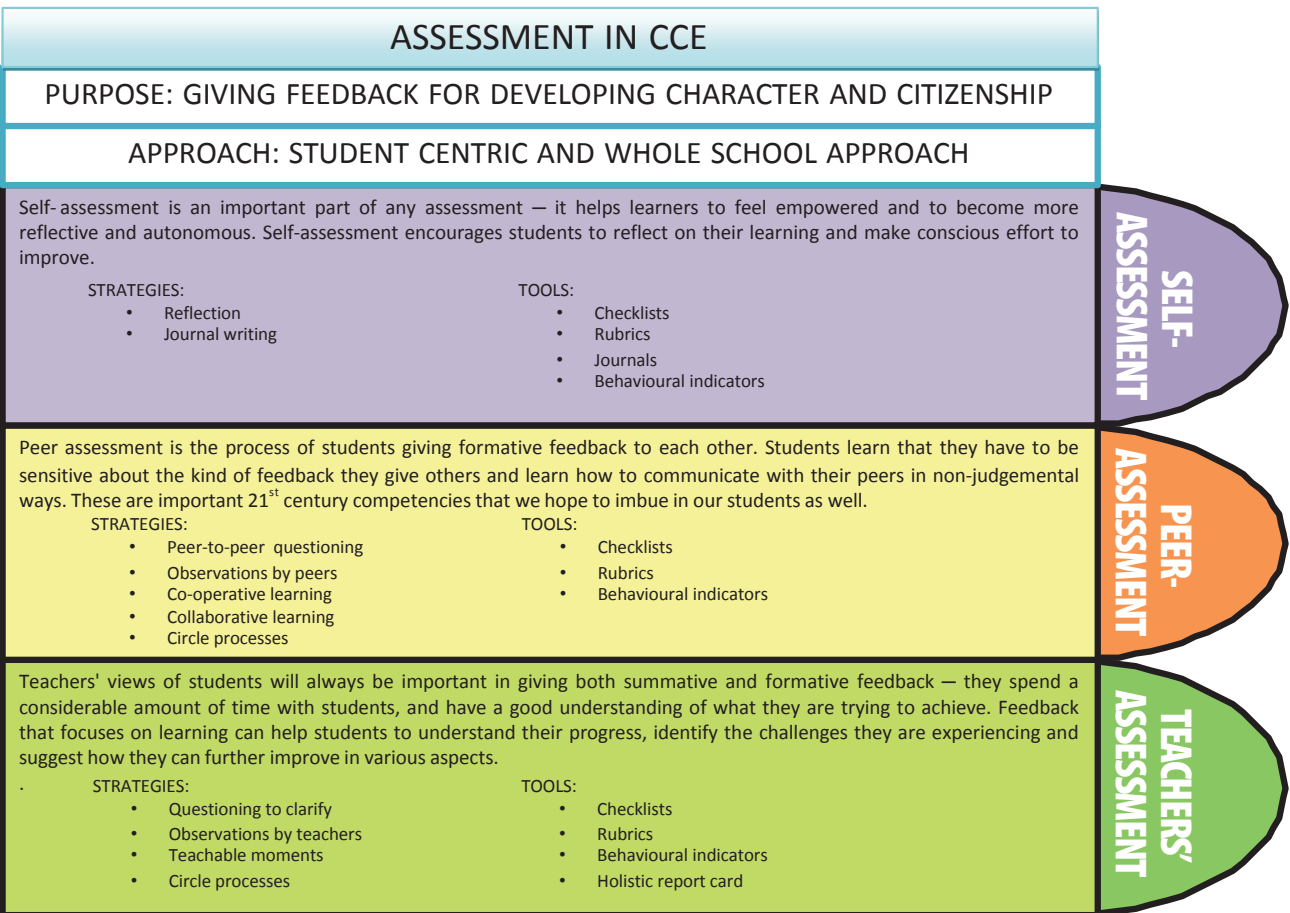 ASSESSMENT IN CCE
PURPOSE: GIVING FEEDBACK FOR DEVELOPING CHARACTER AND CITIZENSHIP
APPROACH: STUDENT CENTRIC AND WHOLE SCHOOL APPROACH
Self- assessment is an important part of any assessment — it helps learners to feel empowered and to become more
reflective and autonomous. Self-assessment encourages students to reflect on their learning and make conscious effort to
improve.
STRATEGIES:
• Reflection
• Journal writing
TOOLS:
• Checklists
• Rubrics
• Journals
• Behavioural indicators
SELF-
ASSESSMENT
Peer assessment is the process of students giving formative feedback to each other. Students learn that they have to be
sensitive about the kind of feedback they give others and learn how to communicate with their peers in non-judgemental
ways. These are important 21st century competencies that we hope to imbue in our students as well.
STRATEGIES:
• Peer-to-peer questioning
• Observations by peers
• Co-operative learning
• Collaborative learning
• Circle processes
TOOLS:
• Checklists
• Rubrics
• Behavioural indicators
PEER-
ASSESSMENT
Teachers' views of students will always be important in giving both summative and formative feedback — they spend a
considerable amount of time with students, and have a good understanding of what they are trying to achieve. Feedback
that focuses on learning can help students to understand their progress, identify the challenges they are experiencing and
suggest how they can further improve in various aspects.
.
STRATEGIES:
• Questioning to clarify
• Observations by teachers
• Teachable moments
• Circle processes
TOOLS:
• Checklists
• Rubrics
• Behavioural indicators
• Holistic report card
TEACHERS'
ASSESSMENT